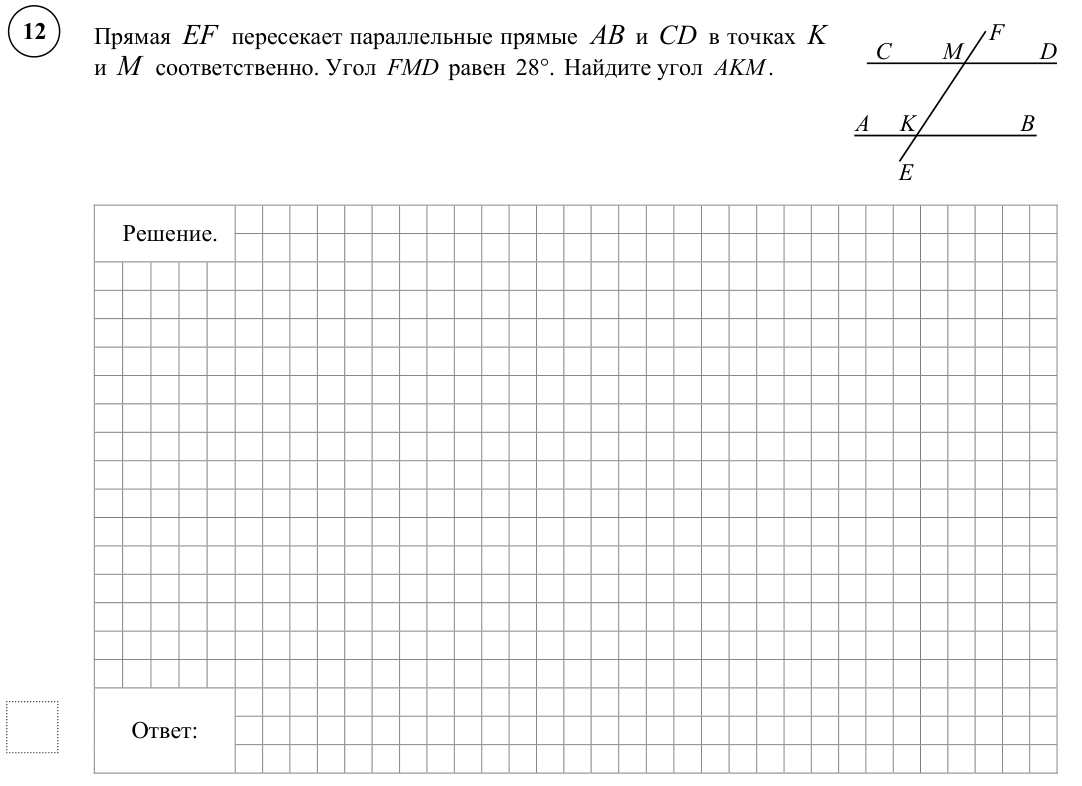 12
Прямая EF пересекает параллельные прямые AB и CD в точках K
и M соответственно. Угол FMD равен 28°. Найдите угол AKM.
F
C M D
A K B
E
Решение.
Ответ: